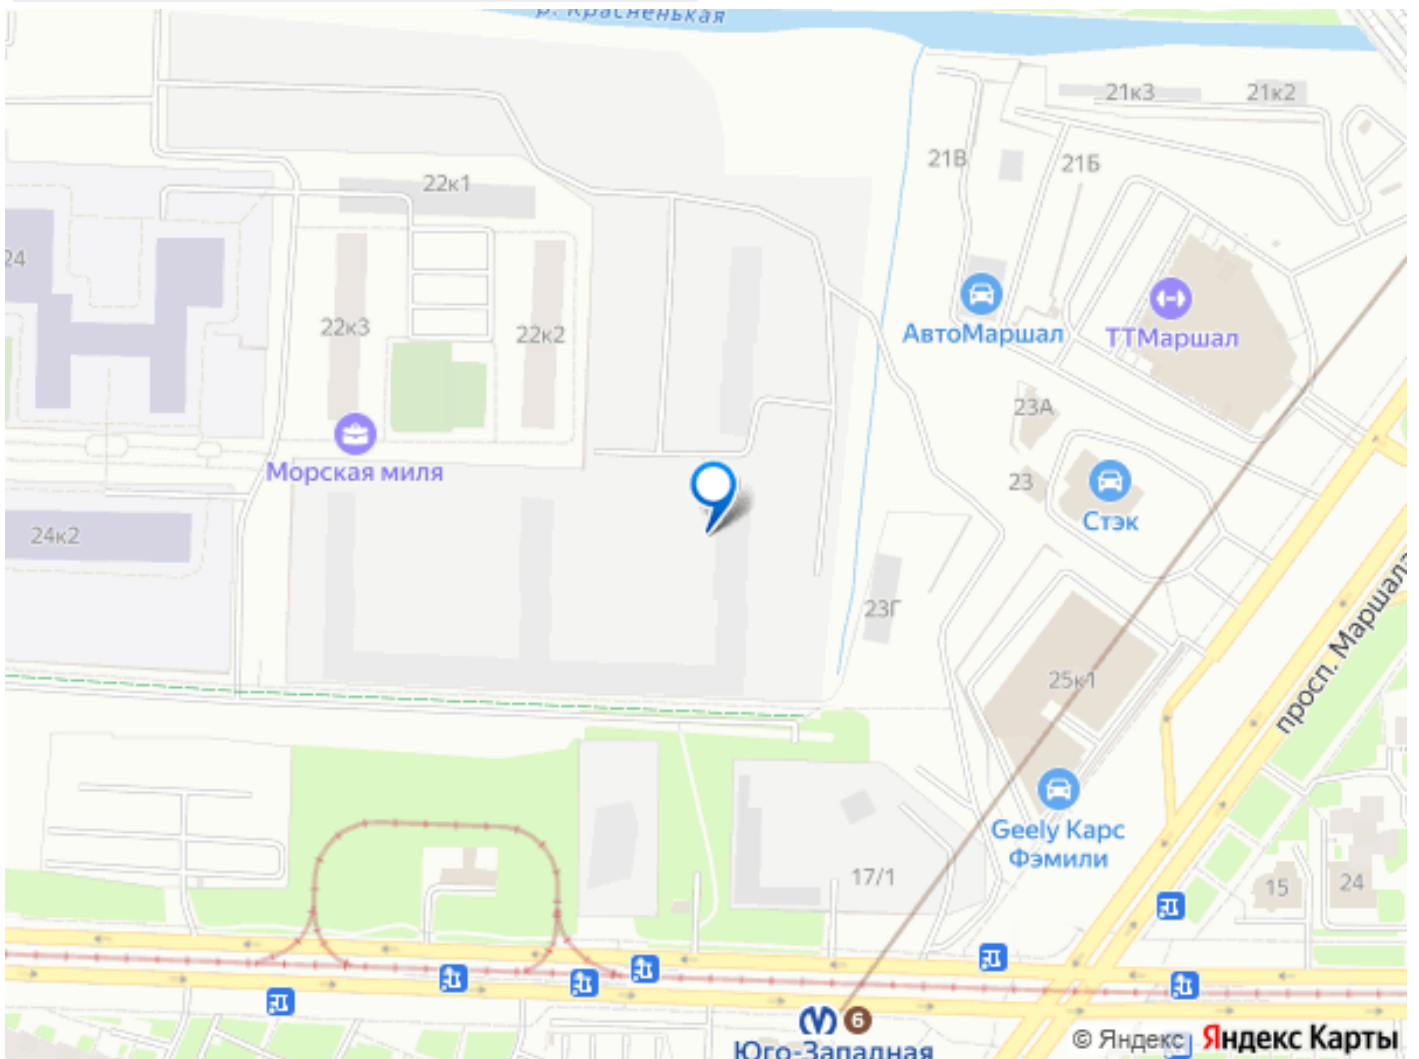 р. Красненькая
21к3
21к2
21В
21Б
22к1
24
22к3
22к2
АвтоМаршал
ТТМаршал
23А
Морская миля
23
Стэк
24к2
23Г
25к1
просп. Маршала
Geely Карс
Фэмили
17/1
15
24
6
Юго-Западная
© Яндекс
Яндекс Карты